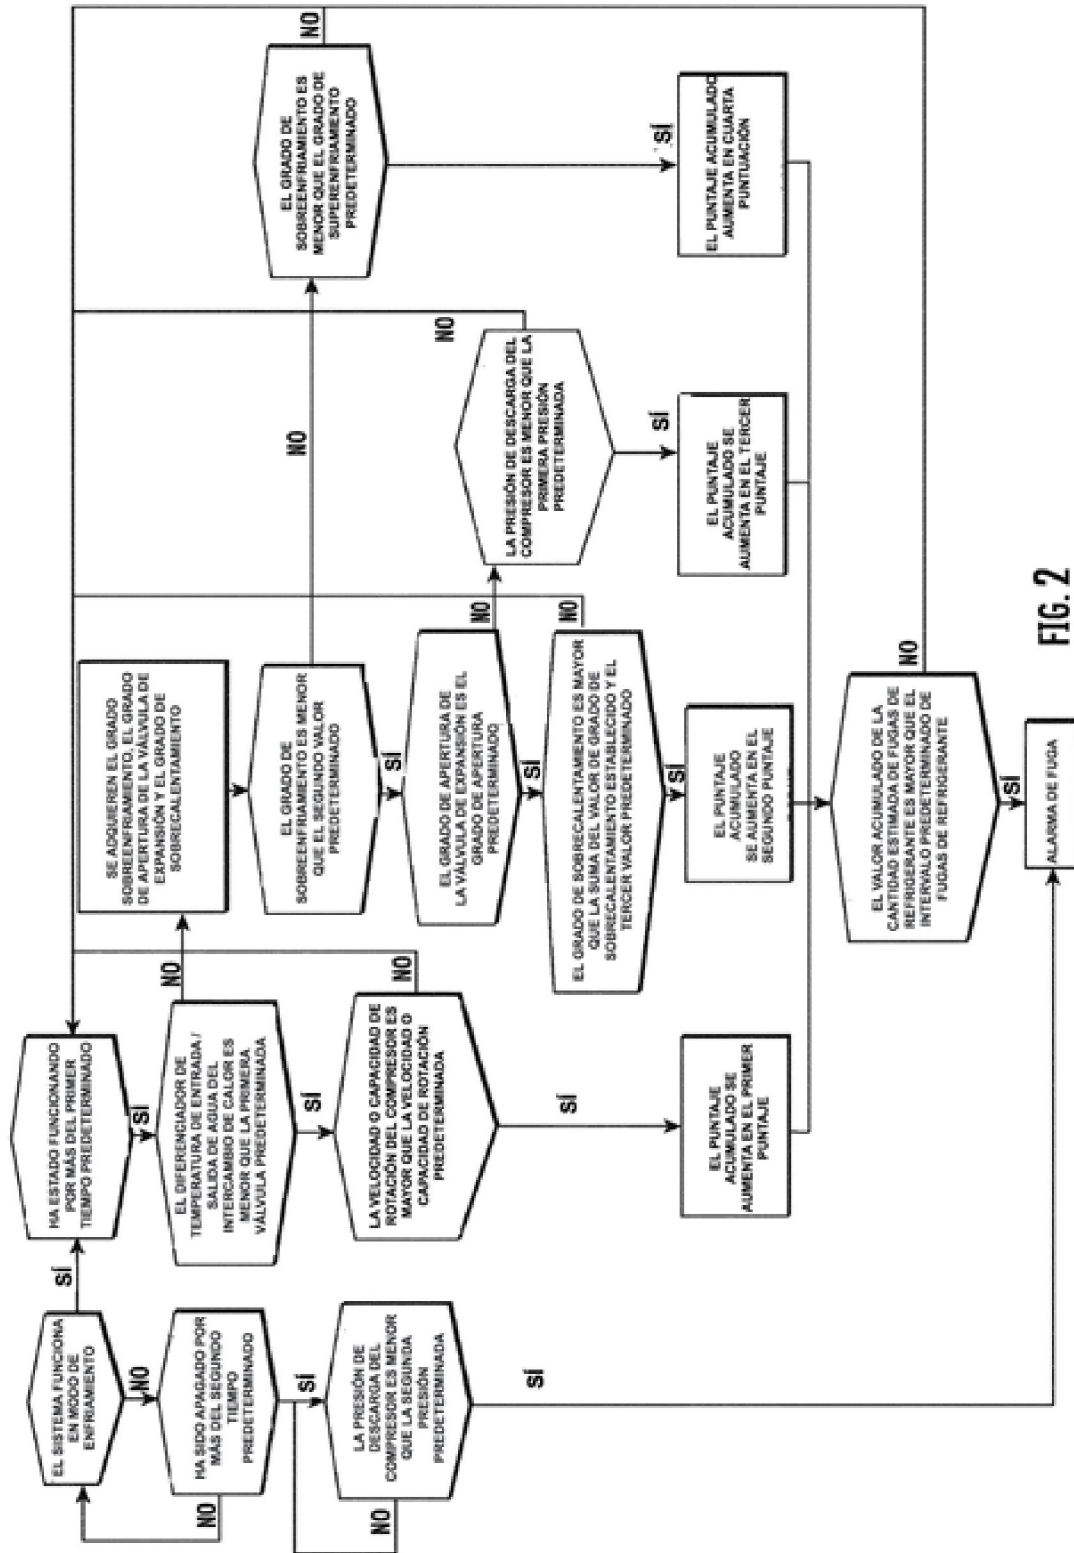 EL SISTEMA FUNCIONA
EN MODO DE
ENFRIAMIENTO
SÍ
NO
HA SIDO APAGADO POR
MÁS DEL SEGUNDO
TIEMPO
PREDETERMINADO
NO
SÍ
LA PRESIÓN DE
DESCARGA DEL
COMPRESOR ES MENOR
QUE LA SEGUNDA
PRESIÓN
PREDETERMINADA
NO
SÍ
HA ESTADO FUNCIONANDO
POR MÁS DEL PRIMER
TIEMPO PREDETERMINADO
SÍ
EL DIFERENCIADOR DE
TEMPERATURA DE ENTRADA /
SALIDA DE AGUA DEL
INTERCAMBIO DE CALOR ES
MENOR QUE LA PRIMERA
VÁLVULA PREDETERMINADA
NO
SÍ
LA VELOCIDAD O CAPACIDAD DE
ROTACIÓN DEL COMPRESOR ES
MAYOR QUE LA VELOCIDAD O
CAPACIDAD DE ROTACIÓN
PREDETERMINADA
NO
SÍ
EL PUNTAJE
ACUMULADO SE
AUMENTA EN EL PRIMER
PUNTAJE
SE ADQUIEREN EL GRADO
SOBREENFRIAMIENTO, EL GRADO
DE APERTURA DE LA VÁLVULA DE
EXPANSIÓN Y EL GRADO DE
SOBRECALENTAMIENTO
EL GRADO DE
SOBREENFRIAMIENTO ES MENOR
QUE EL SEGUNDO VALOR
PREDETERMINADO
NO
SÍ
EL GRADO DE APERTURA DE
LA VÁLVULA DE EXPANSIÓN ES EL
GRADO DE APERTURA
PREDETERMINADO
NO
SÍ
EL GRADO DE SOBRECALENTAMIENTO ES MAYOR
QUE LA SUMA DEL VALOR DE GRADO DE
SOBRECALENTAMIENTO ESTABLECIDO Y EL
TERCER VALOR PREDETERMINADO
NO
SÍ
EL PUNTAJE
ACUMULADO
SE AUMENTA EN EL
SEGUNDO PUNTAJE
LA PRESIÓN DE DESCARGA DEL
COMPRESOR ES MENOR QUE LA
PRIMERA PRESIÓN
PREDETERMINADA
NO
SÍ
EL PUNTAJE
ACUMULADO SE
AUMENTA EN EL TERCER
PUNTAJE
EL GRADO DE
SOBREENFRIAMIENTO ES
MENOR QUE EL GRADO DE
SUPERENFRIAMIENTO
PREDETERMINADO
NO
SÍ
EL PUNTAJE ACUMULADO
AUMENTA EN CUARTA
PUNTUACIÓN
EL VALOR ACUMULADO DE LA
CANTIDAD ESTIMADA DE FUGAS DE
REFRIGERANTE ES MAYOR QUE EL
INTERVALO PREDETERMINADO DE
FUGAS DE REFRIGERANTE
NO
SÍ
ALARMA DE FUGA
FIG. 2